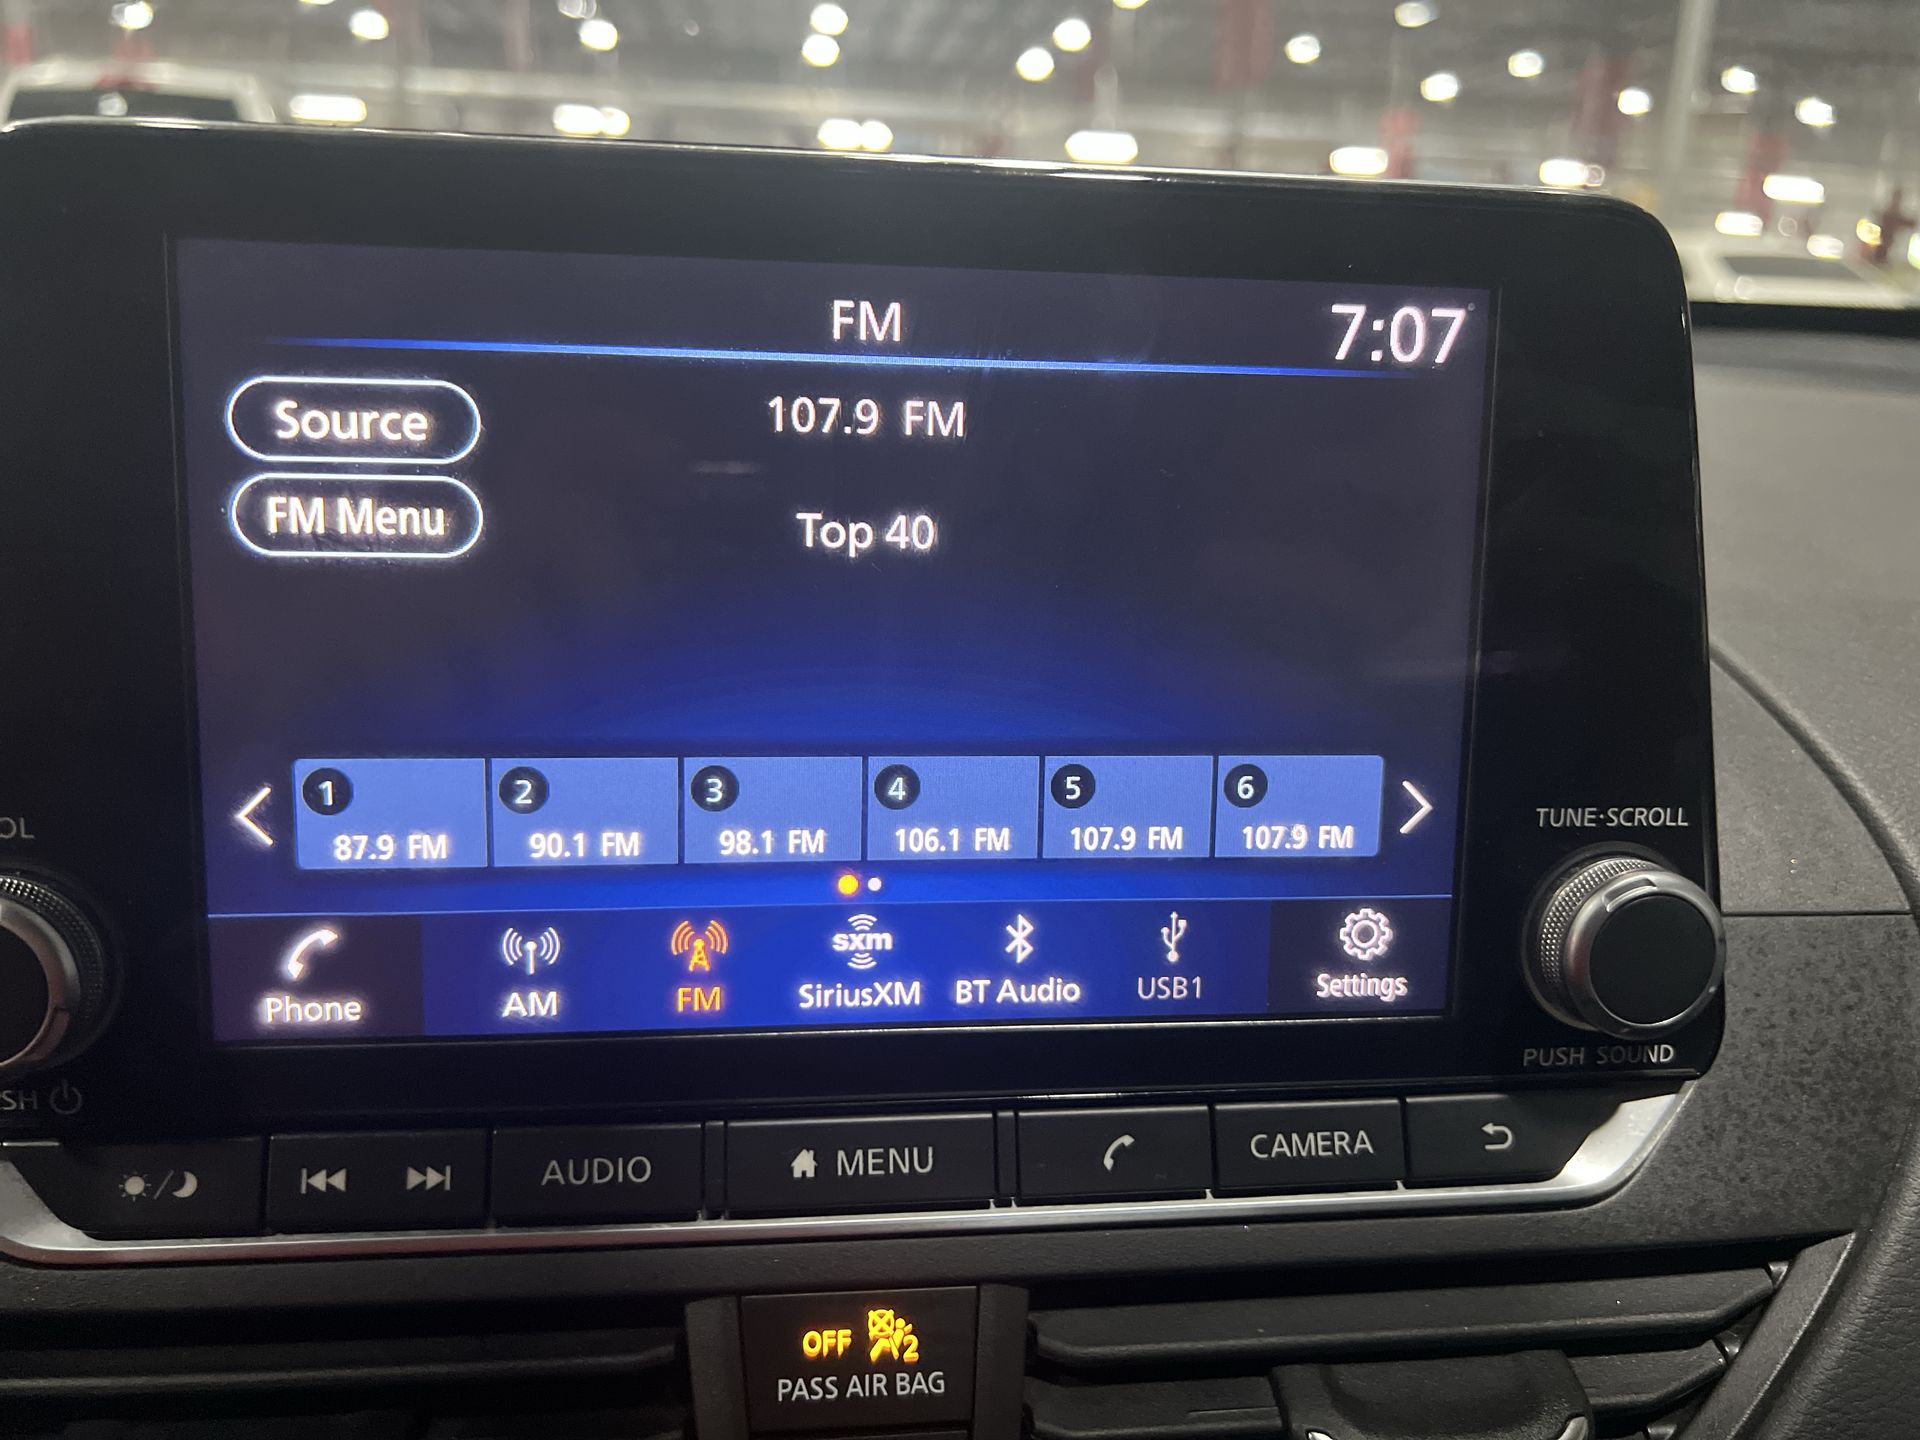 FM
7:07
Source
107.9 FM
FM Menu
Top 40
1 2 3 4 5 6
87.9 FM 90.1 FM 98.1 FM 106.1 FM 107.9 FM 107.9 FM
TUNE·SCROLL
sxm
Phone AM FM SiriusXM BT Audio USB1 Settings
PUSH SOUND
AUDIO MENU CAMERA
OFF 2
PASS AIR BAG